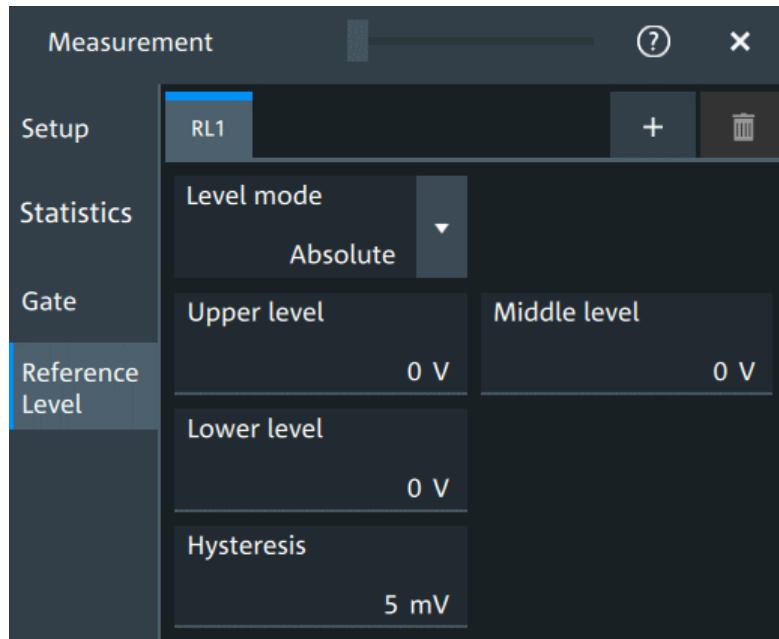 Measurement
?
Setup
RL1
+
Statistics
Level mode
Absolute
Gate
Upper level
0 V
Middle level
0 V
Reference
Level
Lower level
0 V
Hysteresis
5 mV